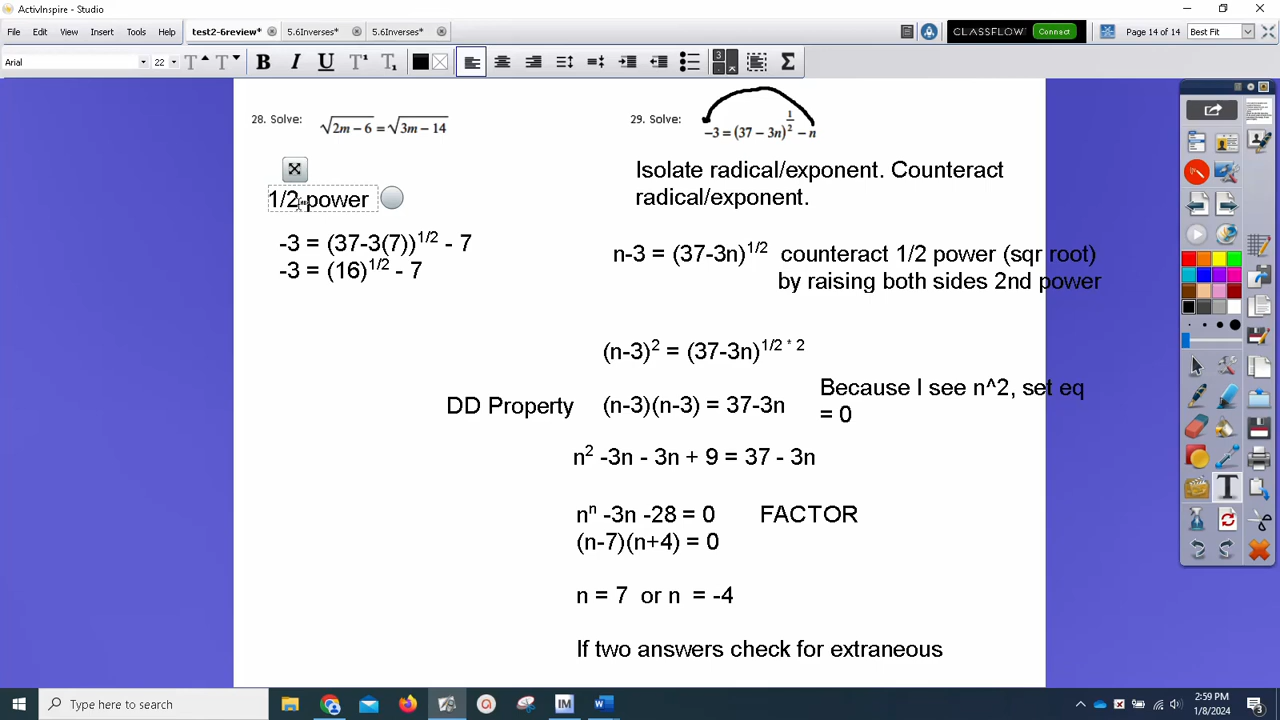 ActivInspire - Studio
File Edit View Insert Tools Help test2-6review* 5.6Inverses* 5.6Inverses* CLASSFLOW Connect Page 14 of 14 Best Fit
Arial 22
28. Solve: √2m – 6 = √3m – 14
29. Solve: –3 = (37 – 3n)^1/2 – n
Isolate radical/exponent. Counteract
radical/exponent.
1/2 power
-3 = (37-3(7))^1/2 - 7
-3 = (16)^1/2 - 7
n-3 = (37-3n)^1/2 counteract 1/2 power (sqr root)
by raising both sides 2nd power
(n-3)² = (37-3n)^1/2 * 2
DD Property (n-3)(n-3) = 37-3n
Because I see n^2, set eq
= 0
n² -3n - 3n + 9 = 37 - 3n
nⁿ -3n -28 = 0 FACTOR
(n-7)(n+4) = 0
n = 7 or n = -4
If two answers check for extraneous
Type here to search
2:59 PM
1/8/2024